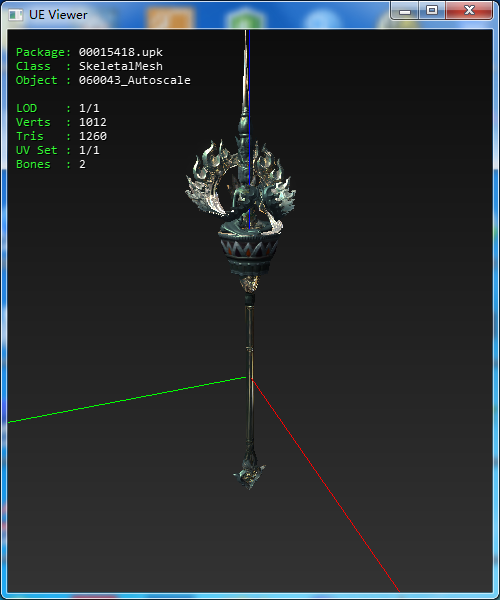 UE Viewer
Package: 00015418.upk
Class  : SkeletalMesh
Object : 060043_Autoscale
LOD    : 1/1
Verts  : 1012
Tris   : 1260
UV Set : 1/1
Bones  : 2